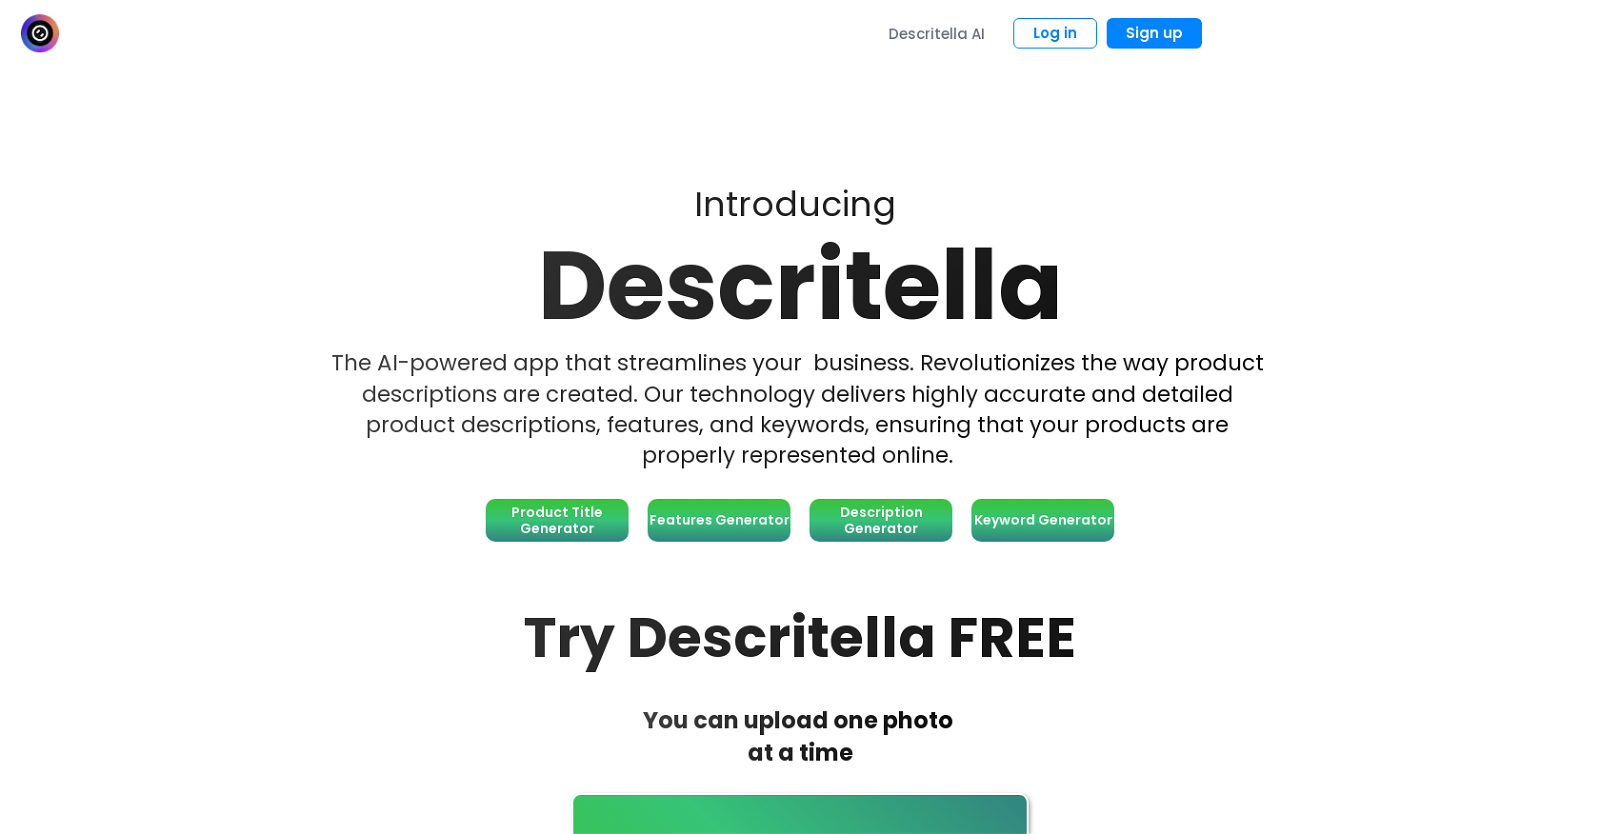 Descritella AI
Log in
Sign up
Introducing
Descritella
The AI-powered app that streamlines your business. Revolutionizes the way product
descriptions are created. Our technology delivers highly accurate and detailed
product descriptions, features, and keywords, ensuring that your products are
properly represented online.
Product Title
Generator
Features Generator
Description
Generator
Keyword Generator
Try Descritella FREE
You can upload one photo
at a time